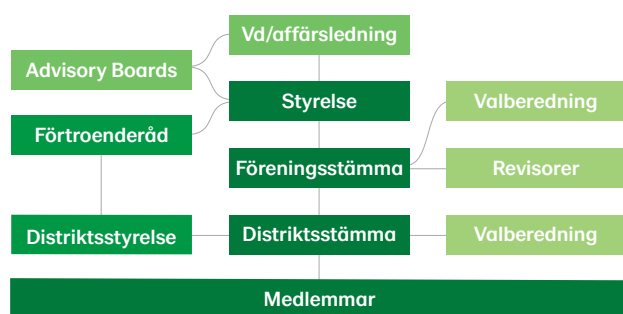 Vd/affärsledning
Advisory Boards
Styrelse
Valberedning
Förtroenderåd
Föreningsstämma
Revisorer
Distriktsstyrelse
Distriktsstämma
Valberedning
Medlemmar